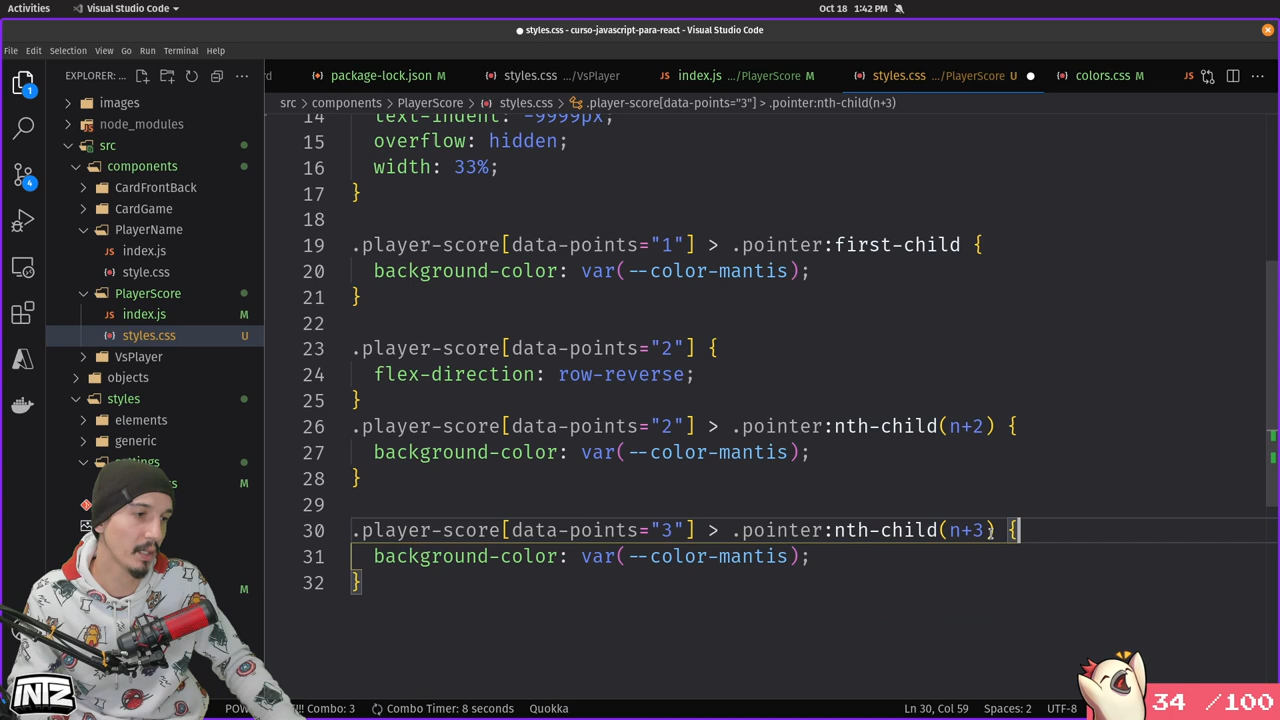 Activities
Visual Studio Code
Oct 18 1:42 PM
styles.css - curso-javascript-para-react - Visual Studio Code
File Edit Selection View Go Run Terminal Help
EXPLORER: ...
package-lock.json M
styles.css .../VsPlayer
JS index.js .../PlayerScore M
styles.css .../PlayerScore U
colors.css M
JS
src > components > PlayerScore > styles.css > .player-score[data-points="3"] > .pointer:nth-child(n+3)
images
node_modules
src
components
CardFrontBack
CardGame
PlayerName
JS index.js
style.css
PlayerScore
JS index.js M
styles.css U
VsPlayer
objects
styles
elements
generic
settings
M
M
1
4
14 text-indent: -9999px;
15 overflow: hidden;
16 width: 33%;
17 }
18
19 .player-score[data-points="1"] > .pointer:first-child {
20 background-color: var(--color-mantis);
21 }
22
23 .player-score[data-points="2"] {
24 flex-direction: row-reverse;
25 }
26 .player-score[data-points="2"] > .pointer:nth-child(n+2) {
27 background-color: var(--color-mantis);
28 }
29
30 .player-score[data-points="3"] > .pointer:nth-child(n+3) {
31 background-color: var(--color-mantis);
32 }
INTZ
Combo: 3
Combo Timer: 8 seconds
Quokka
Ln 30, Col 59
Spaces: 2
UTF-8
34 /100